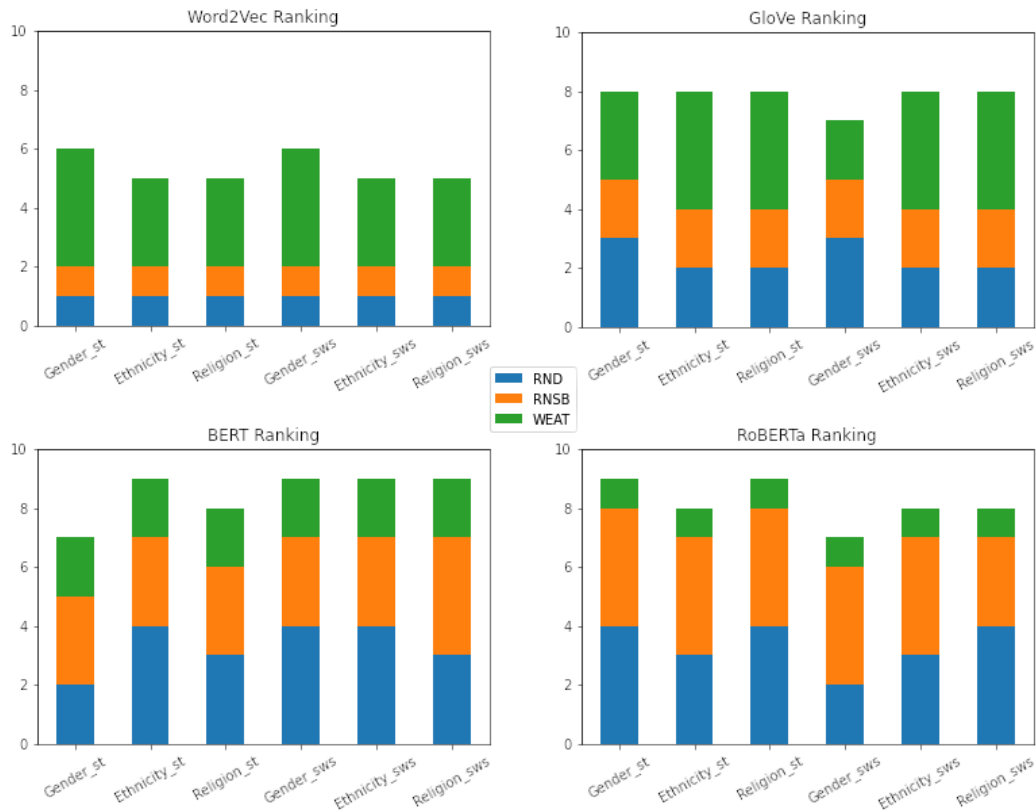 Word2Vec Ranking
10
8
6
4
2
0
Gender_st
Ethnicity_st
Religion_st
Gender_sws
Ethnicity_sws
Religion_sws
GloVe Ranking
10
8
6
4
2
0
Gender_st
Ethnicity_st
Religion_st
Gender_sws
Ethnicity_sws
Religion_sws
RND
RNSB
WEAT
BERT Ranking
10
8
6
4
2
0
Gender_st
Ethnicity_st
Religion_st
Gender_sws
Ethnicity_sws
Religion_sws
RoBERTa Ranking
10
8
6
4
2
0
Gender_st
Ethnicity_st
Religion_st
Gender_sws
Ethnicity_sws
Religion_sws